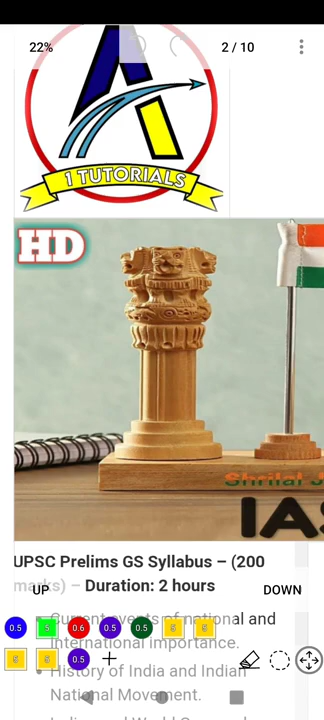 22%
2 / 10
1 TUTORIALS
HD
Shrilal J
IAS
UPSC Prelims GS Syllabus – (200
marks) – Duration: 2 hours
UP
DOWN
Current events of national and
international importance.
0.5 5 0.6 0.5 0.5 5 5
5 5 0.5
History of India and Indian
National Movement.